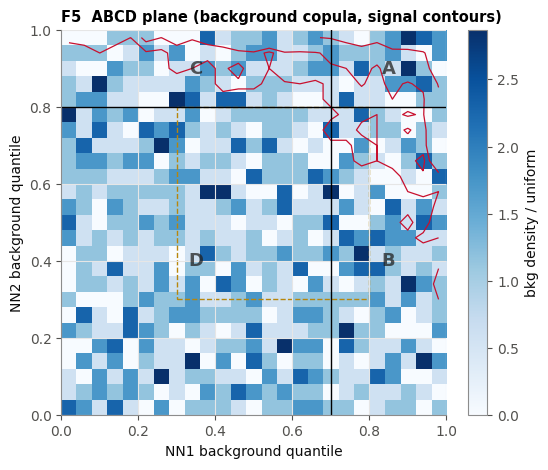 F5  ABCD plane (background copula, signal contours)
1.0
0.8
0.6
0.4
0.2
0.0
NN2 background quantile
C
A
D
B
0.0
0.2
0.4
0.6
0.8
1.0
NN1 background quantile
2.5
2.0
1.5
1.0
0.5
0.0
bkg density / uniform